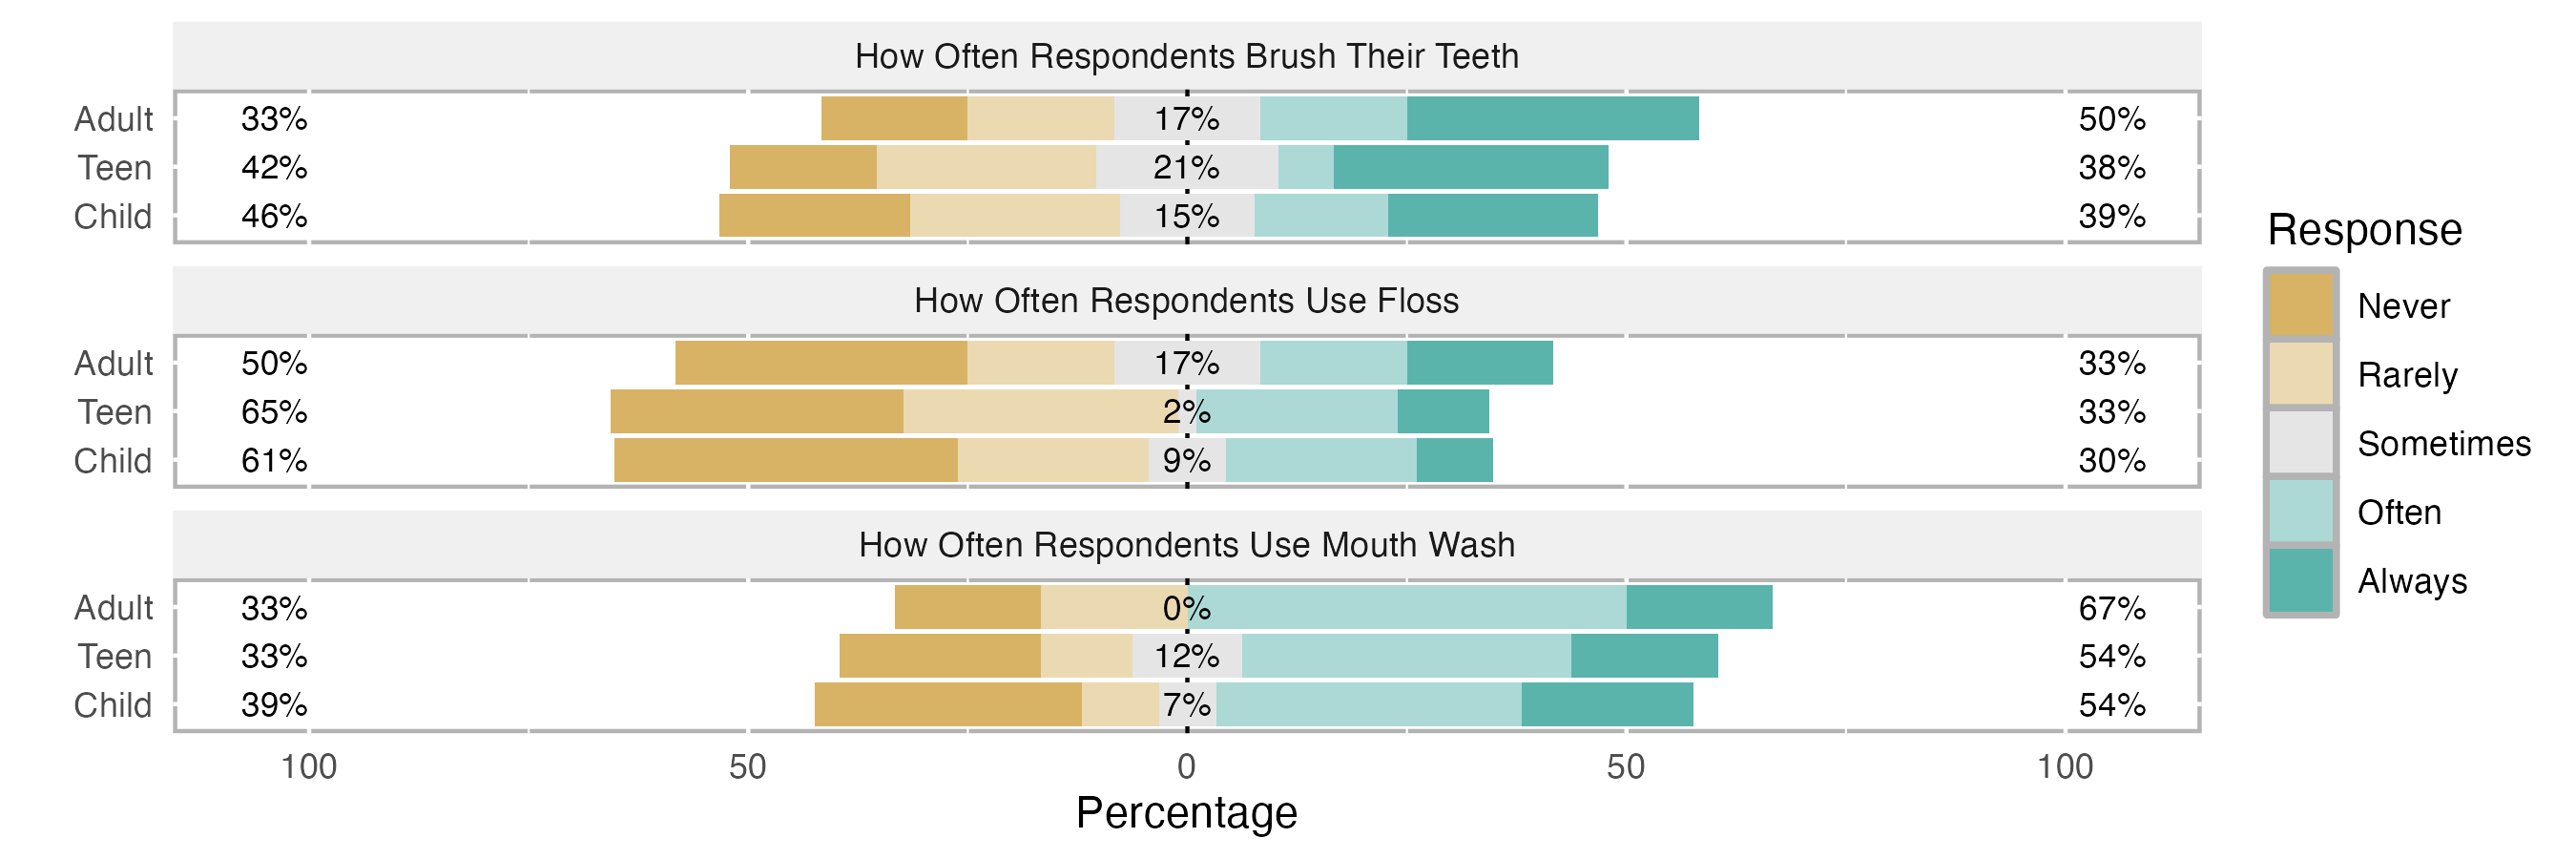 How Often Respondents Brush Their Teeth
Adult 33% 17% 50%
Teen 42% 21% 38%
Child 46% 15% 39%
How Often Respondents Use Floss
Adult 50% 17% 33%
Teen 65% 2% 33%
Child 61% 9% 30%
How Often Respondents Use Mouth Wash
Adult 33% 0% 67%
Teen 33% 12% 54%
Child 39% 7% 54%
100 50 0 50 100
Percentage
Response
Never
Rarely
Sometimes
Often
Always